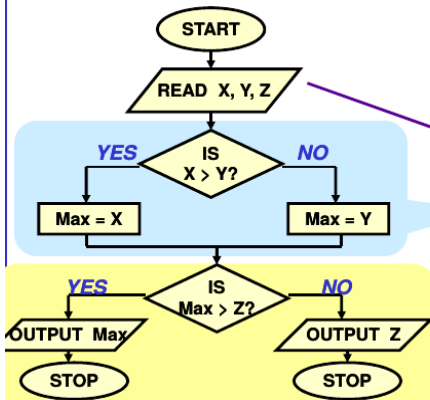 START
READ X, Y, Z
YES
IS
X > Y?
NO
Max = X
Max = Y
YES
IS
Max > Z?
NO
OUTPUT Max
OUTPUT Z
STOP
STOP